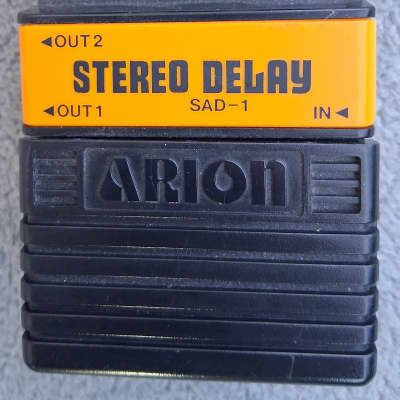 ◄OUT 2
STEREO DELAY
◄OUT 1 SAD-1 IN◄
ARION